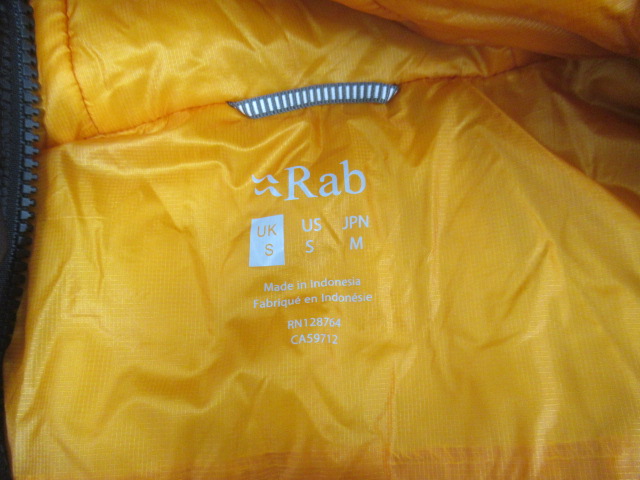 Rab
UK US JPN
S S M
Made in Indonesia
Fabriqué en Indonésie
RN128764
CA59712